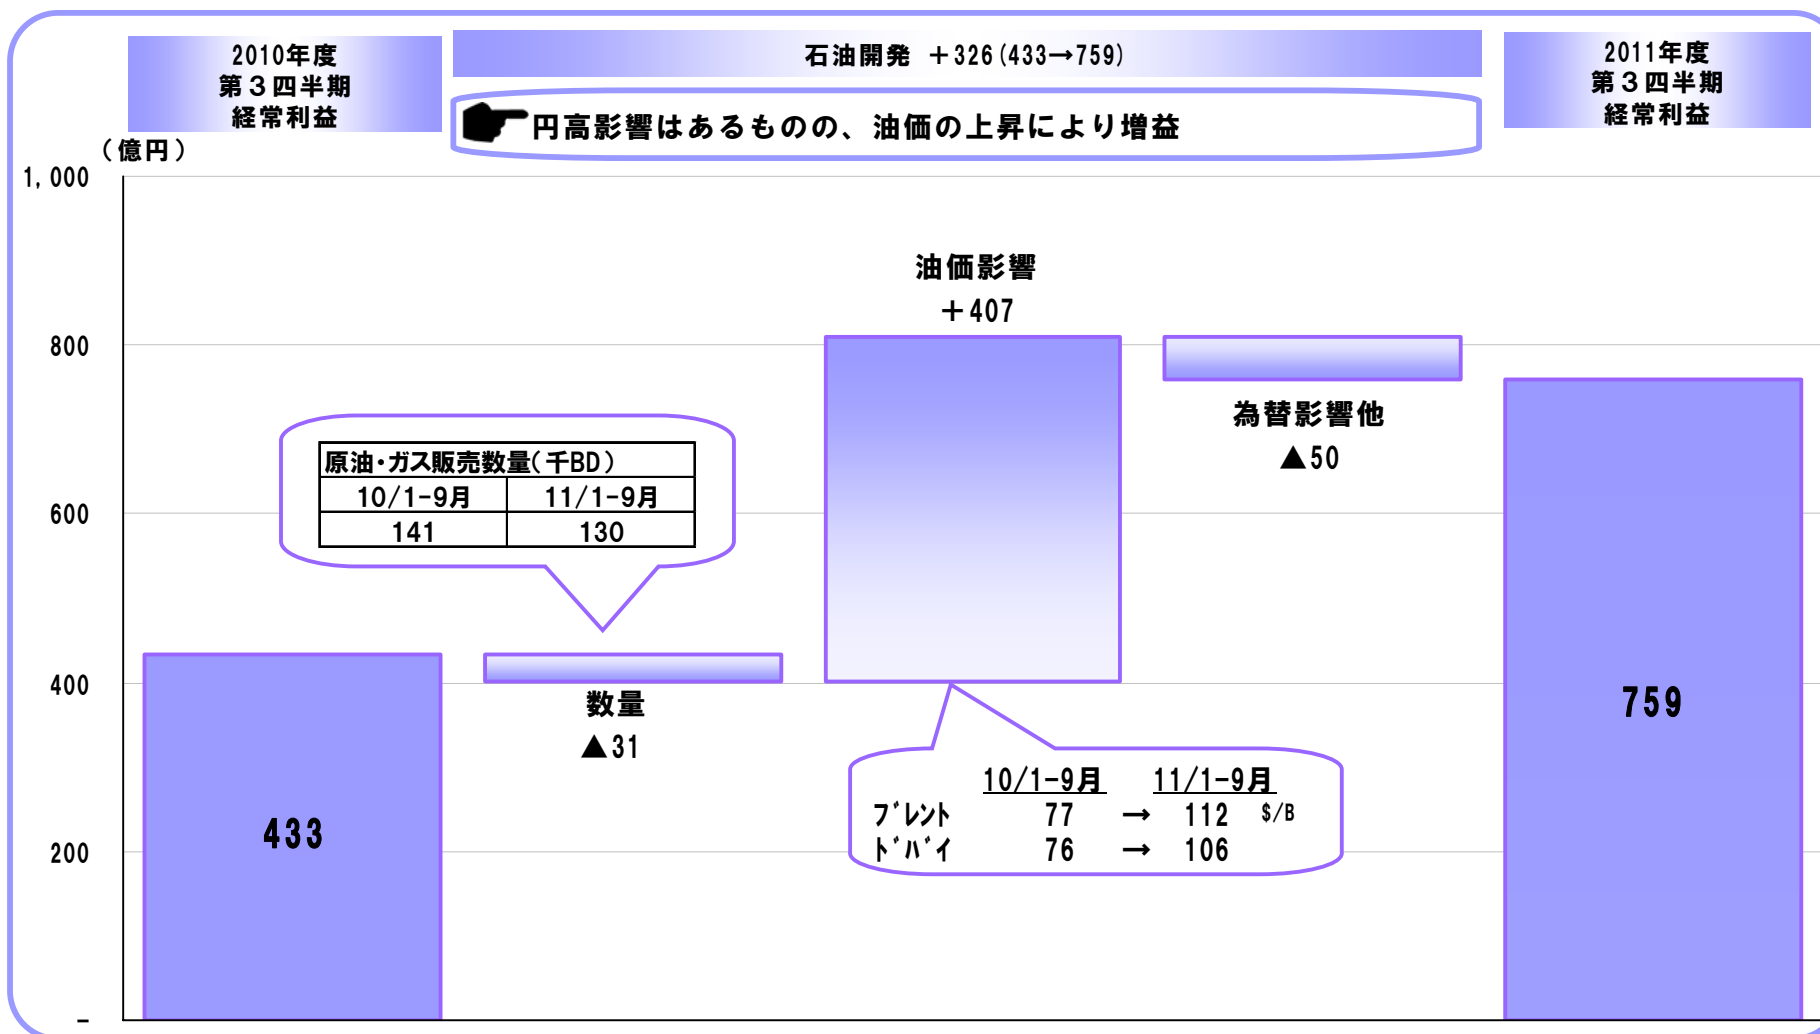 2010年度
第３四半期
経常利益
石油開発 ＋326(433→759)
2011年度
第３四半期
経常利益
円高影響はあるものの、油価の上昇により増益
（億円）
1,000
800
600
400
200
－
油価影響
＋407
為替影響他
▲50
原油・ガス販売数量（千BD）
10/1-9月 11/1-9月
141 130
数量
▲31
433
759
10/1-9月 11/1-9月
ﾌﾞﾚﾝﾄ 77 → 112 $/B
ﾄﾞﾊﾞｲ 76 → 106